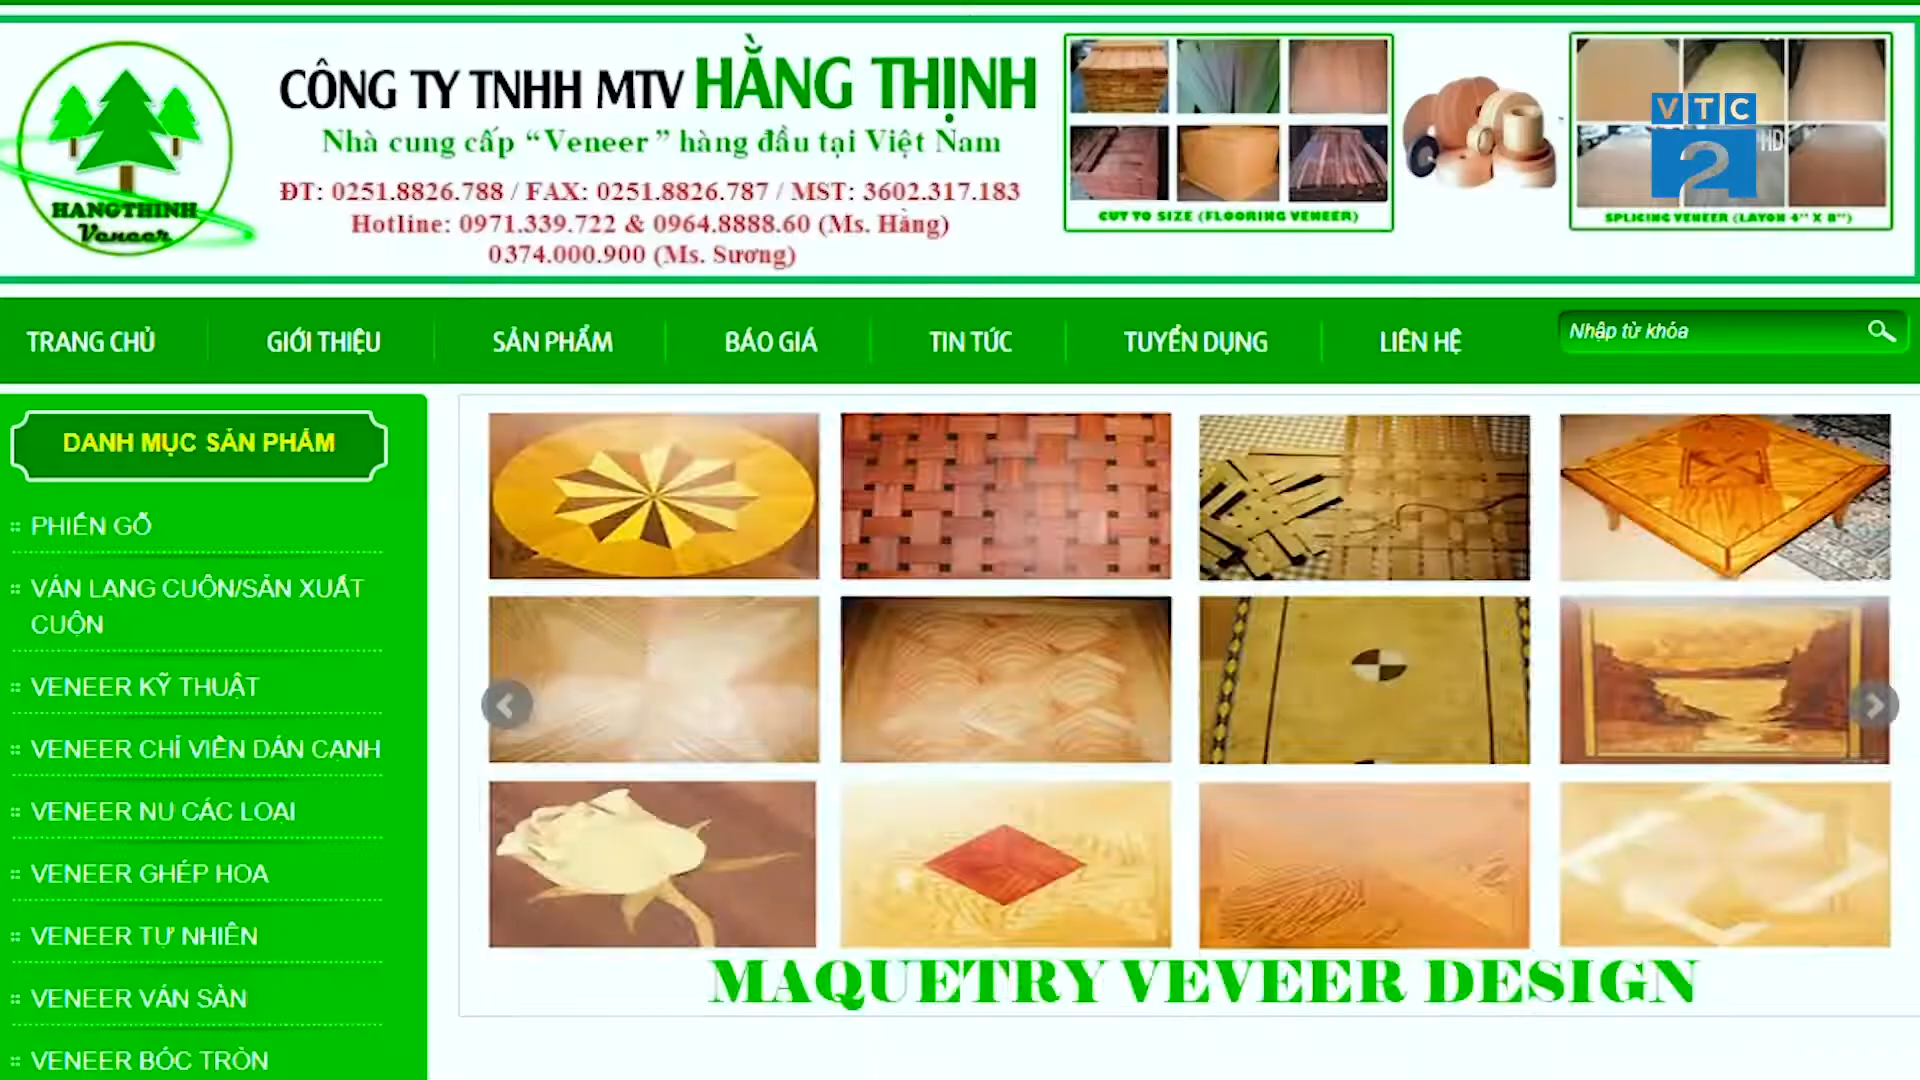 CÔNG TY TNHH MTV HẰNG THỊNH
Nhà cung cấp “Veneer” hàng đầu tại Việt Nam
ĐT: 0251.8826.788 / FAX: 0251.8826.787 / MST: 3602.317.183
Hotline: 0971.339.722 & 0964.8888.60 (Ms. Hằng)
0374.000.900 (Ms. Sương)
HANGTHINH
Veneer
CUT TO SIZE (FLOORING VENEER)
VTC
2
HD
SPLICING VENEER (LAYON 4'' X 8'')
TRANG CHỦ
GIỚI THIỆU
SẢN PHẨM
BÁO GIÁ
TIN TỨC
TUYỂN DỤNG
LIÊN HỆ
Nhập từ khóa
DANH MỤC SẢN PHẨM
PHIẾN GỖ
VÁN LẠNG CUỘN/SẢN XUẤT
CUỘN
VENEER KỸ THUẬT
VENEER CHỈ VIỀN DÁN CẠNH
VENEER NU CÁC LOẠI
VENEER GHÉP HOA
VENEER TỰ NHIÊN
VENEER VÁN SÀN
VENEER BÓC TRÒN
MAQUETRY VEVEER DESIGN